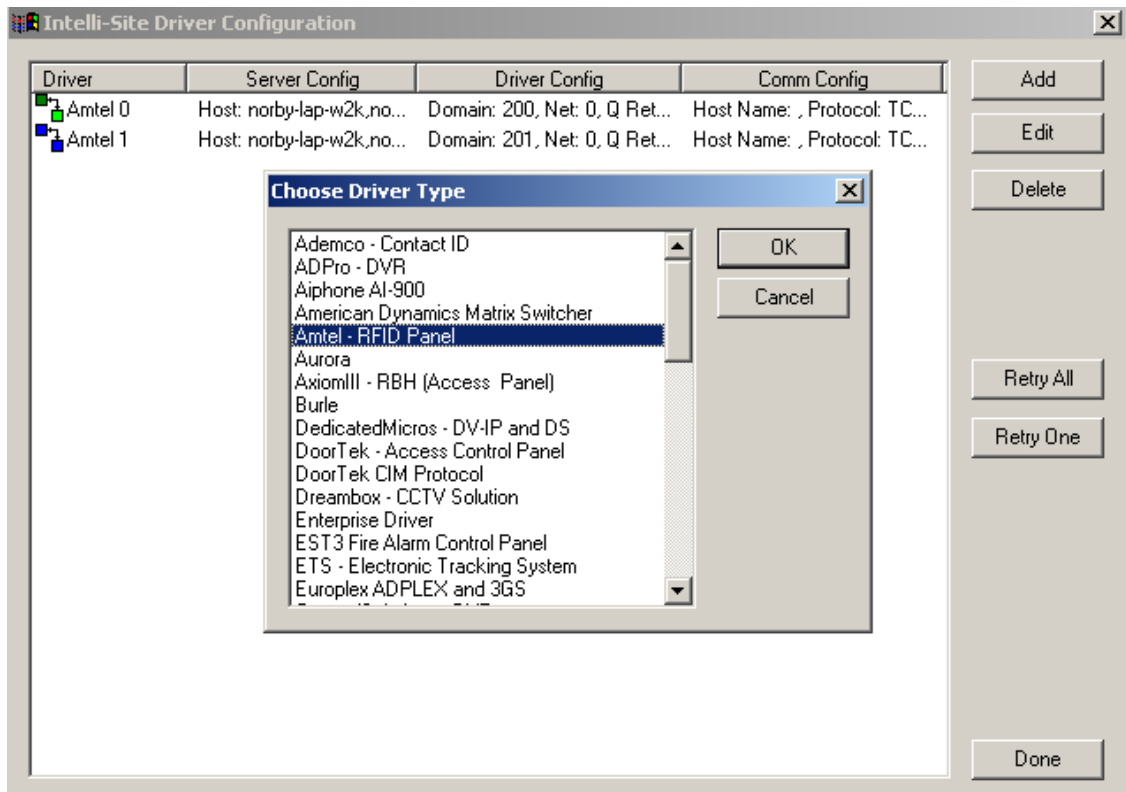 Intelli-Site Driver Configuration
Driver Server Config Driver Config Comm Config
Amtel 0 Host: norby-lap-w2k,no... Domain: 200, Net: 0, Q Ret... Host Name: , Protocol: TC...
Amtel 1 Host: norby-lap-w2k,no... Domain: 201, Net: 0, Q Ret... Host Name: , Protocol: TC...
Add
Edit
Delete
Choose Driver Type
Ademco - Contact ID
ADPro - DVR
Aiphone AI-900
American Dynamics Matrix Switcher
Amtel - RFID Panel
Aurora
AxiomIII - RBH (Access  Panel)
Burle
DedicatedMicros - DV-IP and DS
DoorTek - Access Control Panel
DoorTek CIM Protocol
Dreambox - CCTV Solution
Enterprise Driver
EST3 Fire Alarm Control Panel
ETS - Electronic Tracking System
Europlex ADPLEX and 3GS
OK
Cancel
Retry All
Retry One
Done